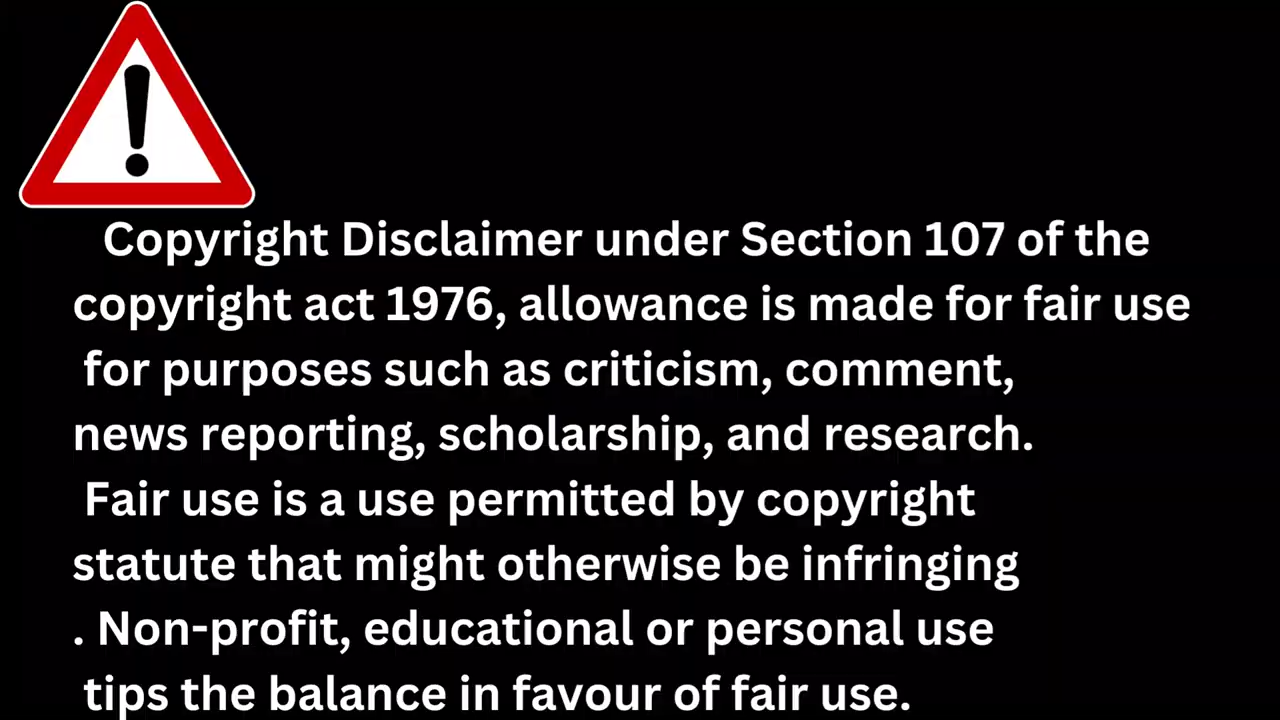 Copyright Disclaimer under Section 107 of the
copyright act 1976, allowance is made for fair use
for purposes such as criticism, comment,
news reporting, scholarship, and research.
Fair use is a use permitted by copyright
statute that might otherwise be infringing
. Non-profit, educational or personal use
tips the balance in favour of fair use.